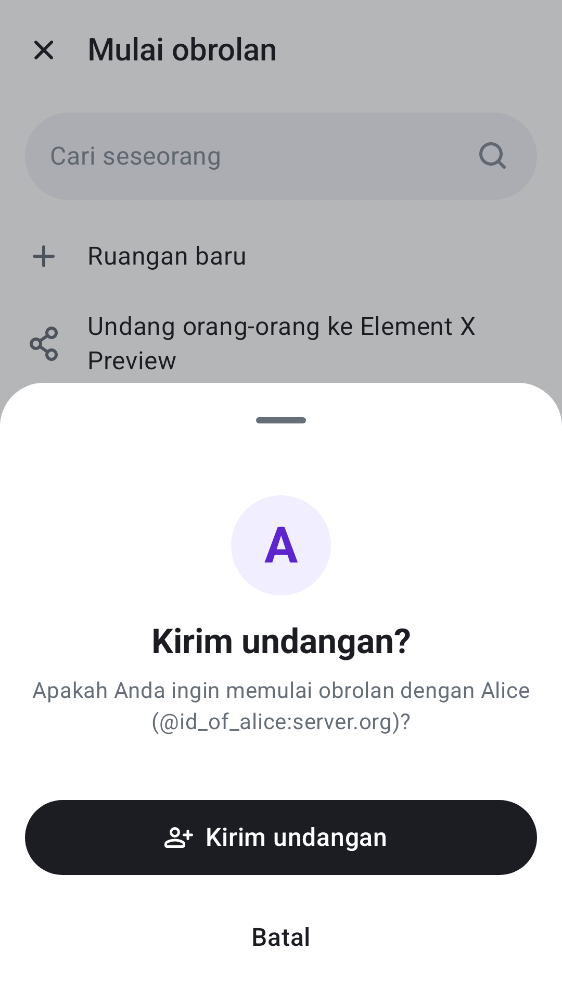 Mulai obrolan
Cari seseorang
Ruangan baru
Undang orang-orang ke Element X
Preview
A
Kirim undangan?
Apakah Anda ingin memulai obrolan dengan Alice
(@id_of_alice:server.org)?
Kirim undangan
Batal